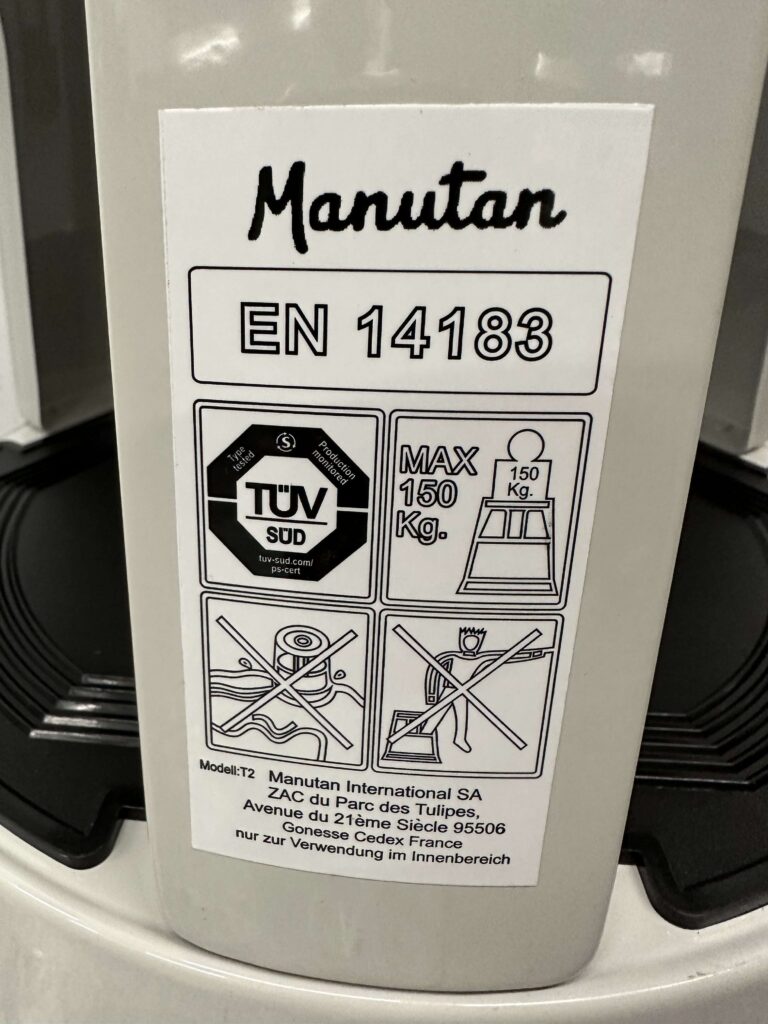 Manutan
EN 14183
Type
tested
S
Production
monitored
TÜV
SÜD
tuv-sud.com/
ps-cert
MAX
150
Kg.
150
Kg.
Modell:T2
Manutan International SA
ZAC du Parc des Tulipes,
Avenue du 21ème Siècle 95506
Gonesse Cedex France
nur zur Verwendung im Innenbereich